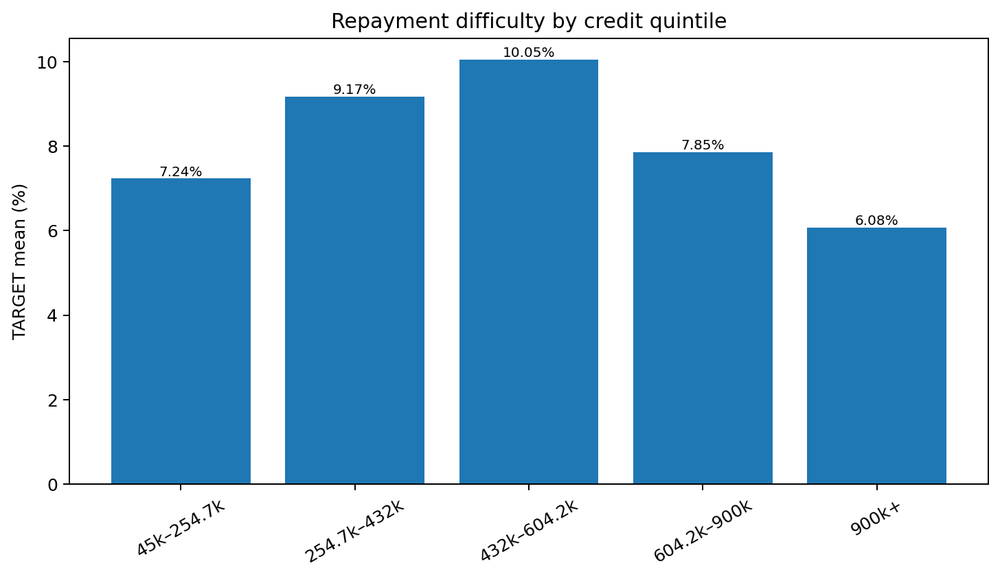 Repayment difficulty by credit quintile
TARGET mean (%)
10
8
6
4
2
0
7.24%
9.17%
10.05%
7.85%
6.08%
45k–254.7k
254.7k–432k
432k–604.2k
604.2k–900k
900k+